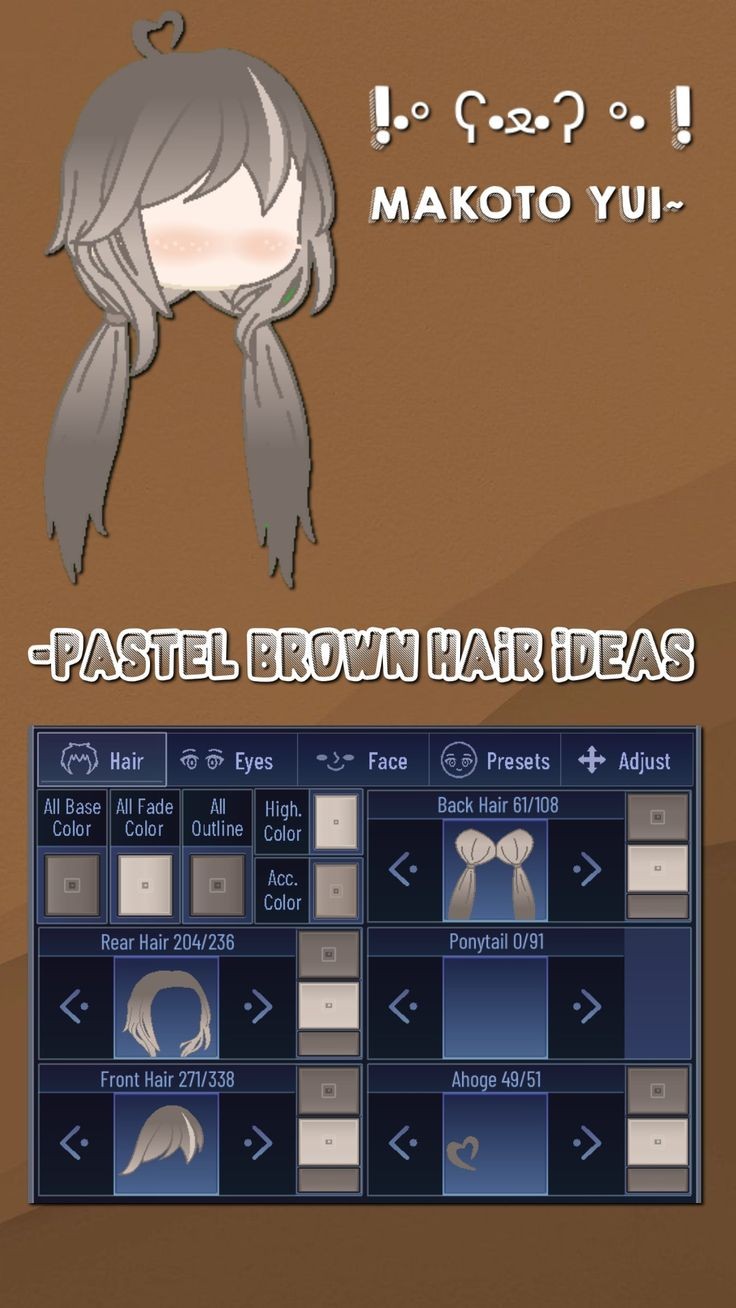 !•° ʕ•ﻌ•ʔ °•!
MAKOTO YUI~
-PASTEL BROWN HAIR IDEAS
Hair
Eyes
Face
Presets
Adjust
All Base Color
All Fade Color
All Outline
High. Color
Acc. Color
Back Hair 61/108
Rear Hair 204/236
Ponytail 0/91
Front Hair 271/338
Ahoge 49/51